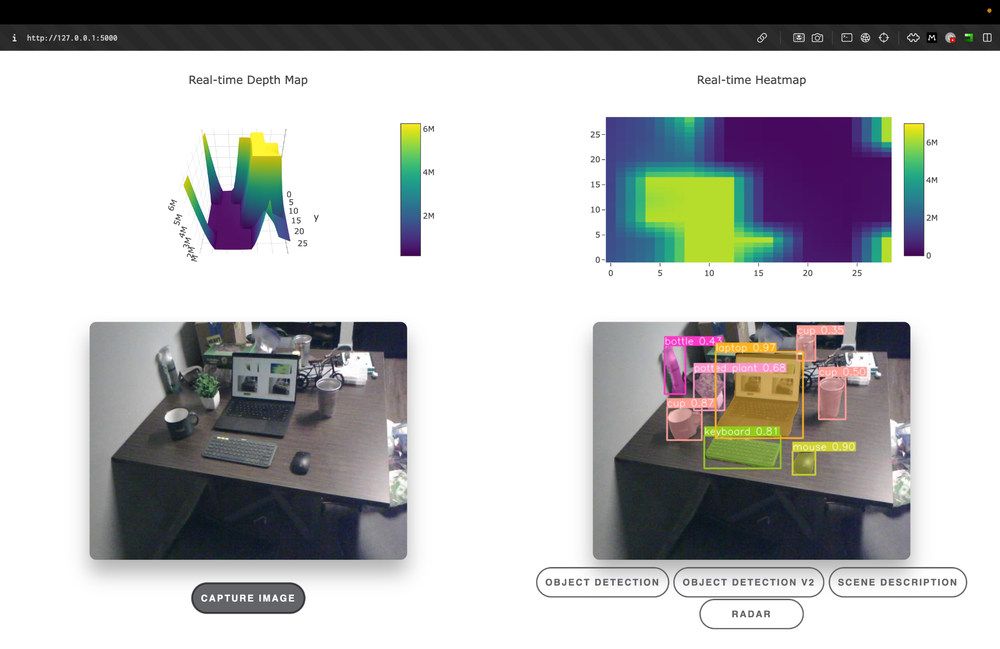 http://127.0.0.1:5000
Real-time Depth Map
Real-time Heatmap
6M
4M
2M
6M
5M
4M
3M
2M
M
0
5
10
15
20
25
y
25
20
15
10
5
0
0
5
10
15
20
25
6M
4M
2M
0
HEAVY
bottle 0.43
laptop 0.97
cup 0.35
potted plant 0.68
cup 0.50
cup 0.87
keyboard 0.81
mouse 0.90
CAPTURE IMAGE
OBJECT DETECTION
OBJECT DETECTION V2
SCENE DESCRIPTION
RADAR